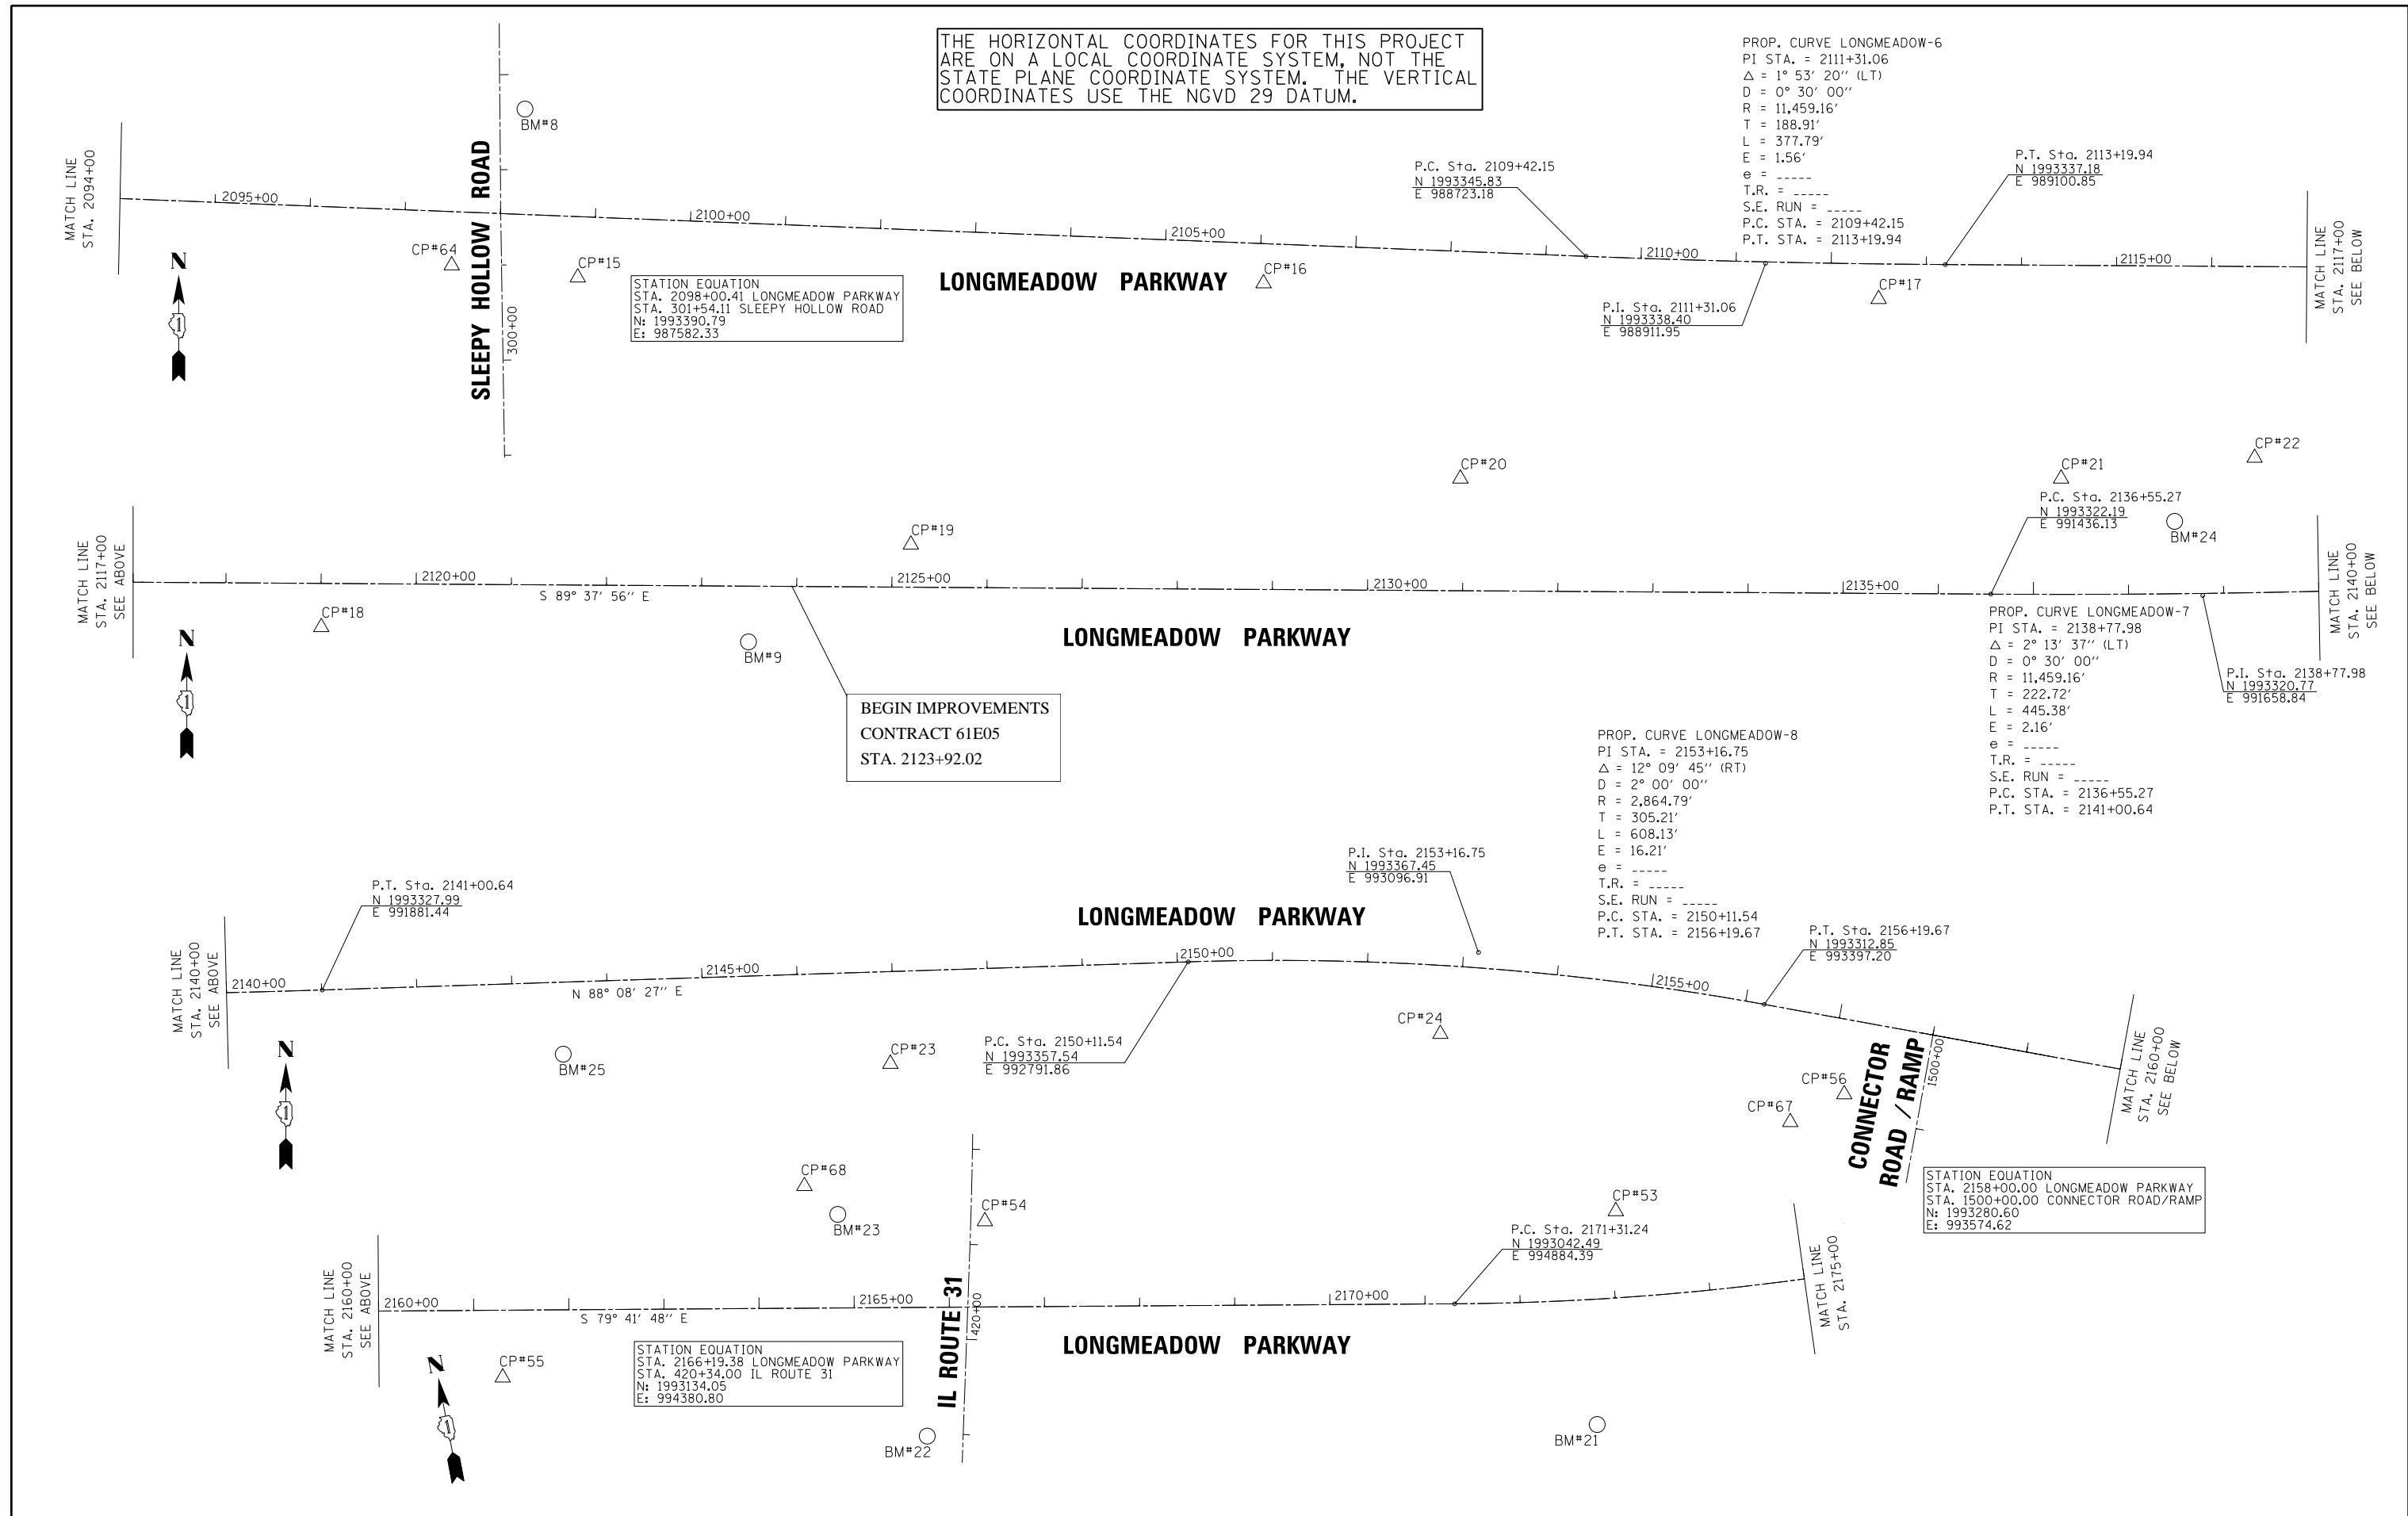 THE HORIZONTAL COORDINATES FOR THIS PROJECT
ARE ON A LOCAL COORDINATE SYSTEM, NOT THE
STATE PLANE COORDINATE SYSTEM. THE VERTICAL
COORDINATES USE THE NGVD 29 DATUM.
PROP. CURVE LONGMEADOW-6
PI STA. = 2111+31.06
Δ = 1° 53' 20'' (LT)
D = 0° 30' 00''
R = 11,459.16'
T = 188.91'
L = 377.79'
E = 1.56'
e = -----
T.R. = -----
S.E. RUN = -----
P.C. STA. = 2109+42.15
P.T. STA. = 2113+19.94
MATCH LINE
STA. 2094+00
2095+00
SLEEPY HOLLOW ROAD
300+00
BM#8
CP#64
CP#15
N
1
STATION EQUATION
STA. 2098+00.41 LONGMEADOW PARKWAY
STA. 301+54.11 SLEEPY HOLLOW ROAD
N: 1993390.79
E: 987582.33
2100+00
LONGMEADOW PARKWAY
2105+00
CP#16
P.C. Sta. 2109+42.15
N 1993345.83
E 988723.18
2110+00
P.I. Sta. 2111+31.06
N 1993338.40
E 988911.95
P.T. Sta. 2113+19.94
N 1993337.18
E 989100.85
CP#17
2115+00
MATCH LINE
STA. 2117+00
SEE BELOW
MATCH LINE
STA. 2117+00
SEE ABOVE
N
1
CP#18
2120+00
S 89° 37' 56'' E
BM#9
CP#19
2125+00
BEGIN IMPROVEMENTS
CONTRACT 61E05
STA. 2123+92.02
LONGMEADOW PARKWAY
2130+00
CP#20
2135+00
CP#21
P.C. Sta. 2136+55.27
N 1993322.19
E 991436.13
CP#22
BM#24
MATCH LINE
STA. 2140+00
SEE BELOW
PROP. CURVE LONGMEADOW-7
PI STA. = 2138+77.98
Δ = 2° 13' 37'' (LT)
D = 0° 30' 00''
R = 11,459.16'
T = 222.72'
L = 445.38'
E = 2.16'
e = -----
T.R. = -----
S.E. RUN = -----
P.C. STA. = 2136+55.27
P.T. STA. = 2141+00.64
P.I. Sta. 2138+77.98
N 1993320.77
E 991658.84
PROP. CURVE LONGMEADOW-8
PI STA. = 2153+16.75
Δ = 12° 09' 45'' (RT)
D = 2° 00' 00''
R = 2,864.79'
T = 305.21'
L = 608.13'
E = 16.21'
e = -----
T.R. = -----
S.E. RUN = -----
P.C. STA. = 2150+11.54
P.T. STA. = 2156+19.67
MATCH LINE
STA. 2140+00
SEE ABOVE
2140+00
P.T. Sta. 2141+00.64
N 1993327.99
E 991881.44
N
1
N 88° 08' 27'' E
BM#25
2145+00
CP#23
LONGMEADOW PARKWAY
P.C. Sta. 2150+11.54
N 1993357.54
E 992791.86
2150+00
P.I. Sta. 2153+16.75
N 1993367.45
E 993096.91
CP#24
2155+00
P.T. Sta. 2156+19.67
N 1993312.85
E 993397.20
CP#56
CP#67
CONNECTOR
ROAD / RAMP
1500+00
MATCH LINE
STA. 2160+00
SEE BELOW
STATION EQUATION
STA. 2158+00.00 LONGMEADOW PARKWAY
STA. 1500+00.00 CONNECTOR ROAD/RAMP
N: 1993280.60
E: 993574.62
MATCH LINE
STA. 2160+00
SEE ABOVE
2160+00
S 79° 41' 48'' E
N
1
CP#55
STATION EQUATION
STA. 2166+19.38 LONGMEADOW PARKWAY
STA. 420+34.00 IL ROUTE 31
N: 1993134.05
E: 994380.80
CP#68
BM#23
2165+00
BM#22
IL ROUTE 31
420+00
CP#54
LONGMEADOW PARKWAY
2170+00
P.C. Sta. 2171+31.24
N 1993042.49
E 994884.39
CP#53
BM#21
MATCH LINE
STA. 2175+00